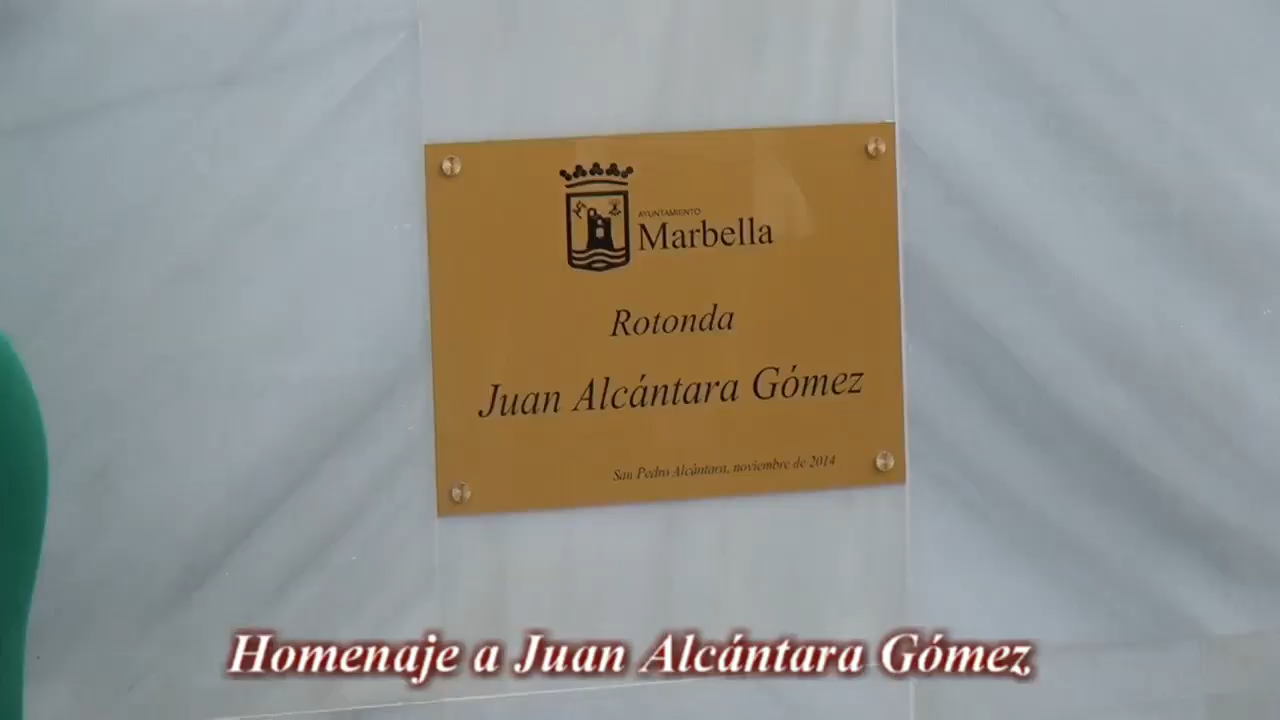 AYUNTAMIENTO
Marbella
Rotonda
Juan Alcántara Gómez
San Pedro Alcántara, noviembre de 2014
Homenaje a Juan Alcántara Gómez